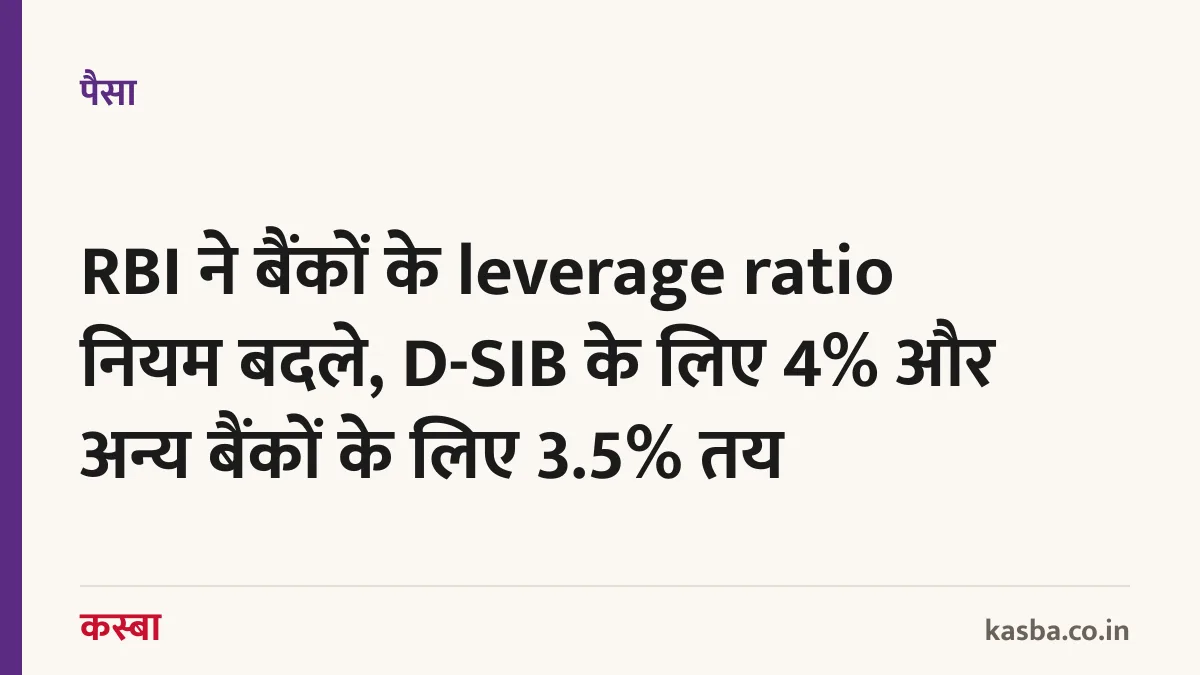 पैसा
RBI ने बैंकों के leverage ratio
नियम बदले, D-SIB के लिए 4% और
अन्य बैंकों के लिए 3.5% तय
कस्बा
kasba.co.in